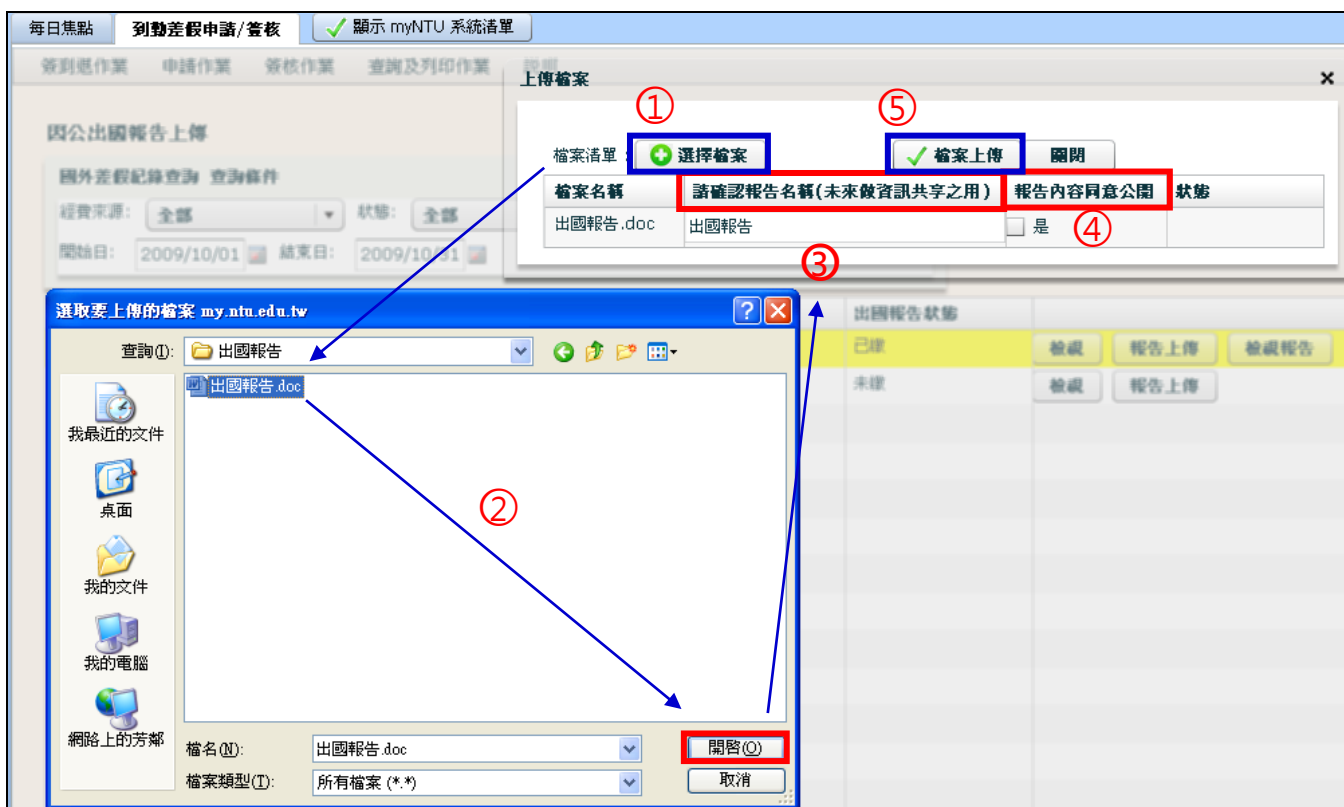 每日焦點 到勤差假申請/簽核 顯示 myNTU 系統清單
簽到退作業 申請作業 簽核作業 查詢及列印作業 說明
上傳檔案
因公出國報告上傳
① ⑤
檔案清單: 選擇檔案 檔案上傳 關閉
國外差假紀錄查詢 查詢條件
檔案名稱 請確認報告名稱(未來做資訊共享之用) 報告內容同意公開 狀態
經費來源: 全部 狀態: 全部
出國報告.doc 出國報告 是 ④
開始日: 2009/10/01 結束日: 2009/10/31
③
選取要上傳的檔案 my.ntu.edu.tw
出國報告狀態
查詢(I): 出國報告
已繳 檢視 報告上傳 檢視報告
出國報告.doc
未繳 檢視 報告上傳
我最近的文件
桌面
②
我的文件
我的電腦
網路上的芳鄰
檔名(N): 出國報告.doc 開啓(O)
檔案類型(T): 所有檔案 (*.*) 取消